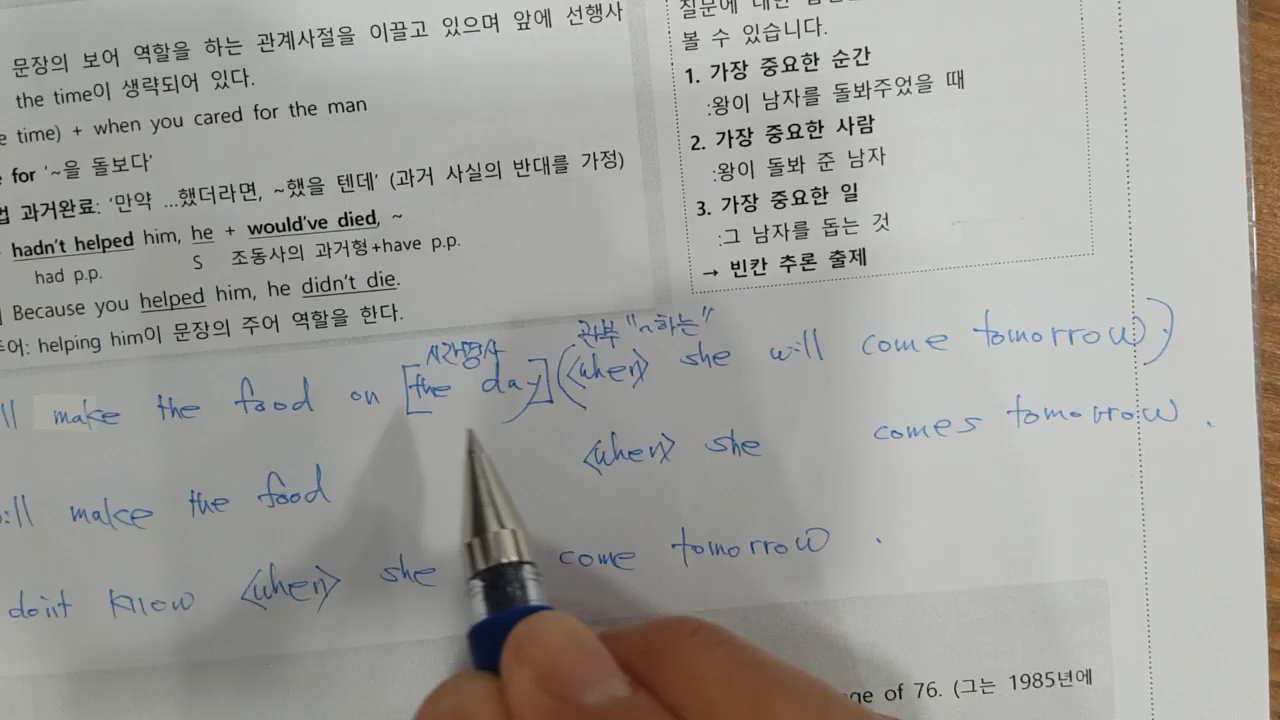 문장의 보어 역할을 하는 관계사절을 이끌고 있으며 앞에 선행사
the time이 생략되어 있다.
time) + when you cared for the man
for '~을 돌보다'
과거완료: '만약 ...했더라면, ~했을 텐데' (과거 사실의 반대를 가정)
hadn't helped him, he + would've died, ~
had p.p. S 조동사의 과거형+have p.p.
Because you helped him, he didn't die.
helping him이 문장의 주어 역할을 한다.
질문에 대한
볼 수 있습니다.
1. 가장 중요한 순간
:왕이 남자를 돌봐주었을 때
2. 가장 중요한 사람
:왕이 돌봐 준 남자
3. 가장 중요한 일
:그 남자를 돕는 것
→ 빈칸 추론 출제
시간명사 관부 "n하는"
make the food on [the day] (<when> she will come tomorrow)
make the food <when> she comes tomorrow.
don't know <when> she come tomorrow.
of 76. (그는 1985년에